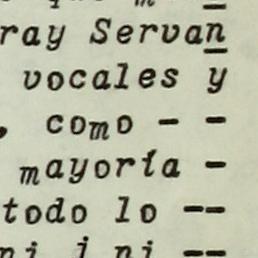 ray Servan
vocales y
, como - -
mayoría -
todo lo --